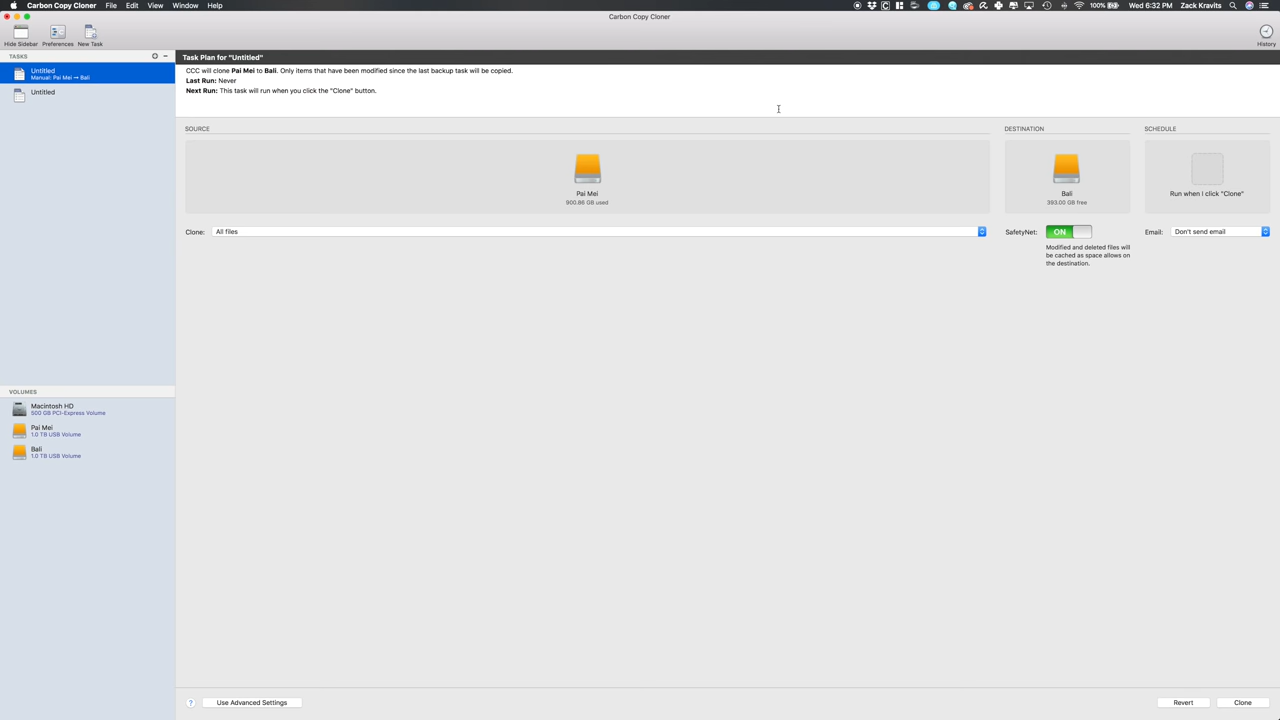 Carbon Copy Cloner File Edit View Window Help
100% Wed 6:32 PM Zack Kravits
Carbon Copy Cloner
Hide Sidebar Preferences New Task History
TASKS
Untitled
Manual: Pai Mei → Bali
Untitled
Task Plan for "Untitled"
CCC will clone Pai Mei to Bali. Only items that have been modified since the last backup task will be copied.
Last Run: Never
Next Run: This task will run when you click the "Clone" button.
SOURCE
Pai Mei
900.86 GB used
Clone: All files
DESTINATION
Bali
393.00 GB free
SafetyNet: ON
Modified and deleted files will
be cached as space allows on
the destination.
SCHEDULE
Run when I click "Clone"
Email: Don't send email
VOLUMES
Macintosh HD
500 GB PCI-Express Volume
Pai Mei
1.0 TB USB Volume
Bali
1.0 TB USB Volume
? Use Advanced Settings Revert Clone